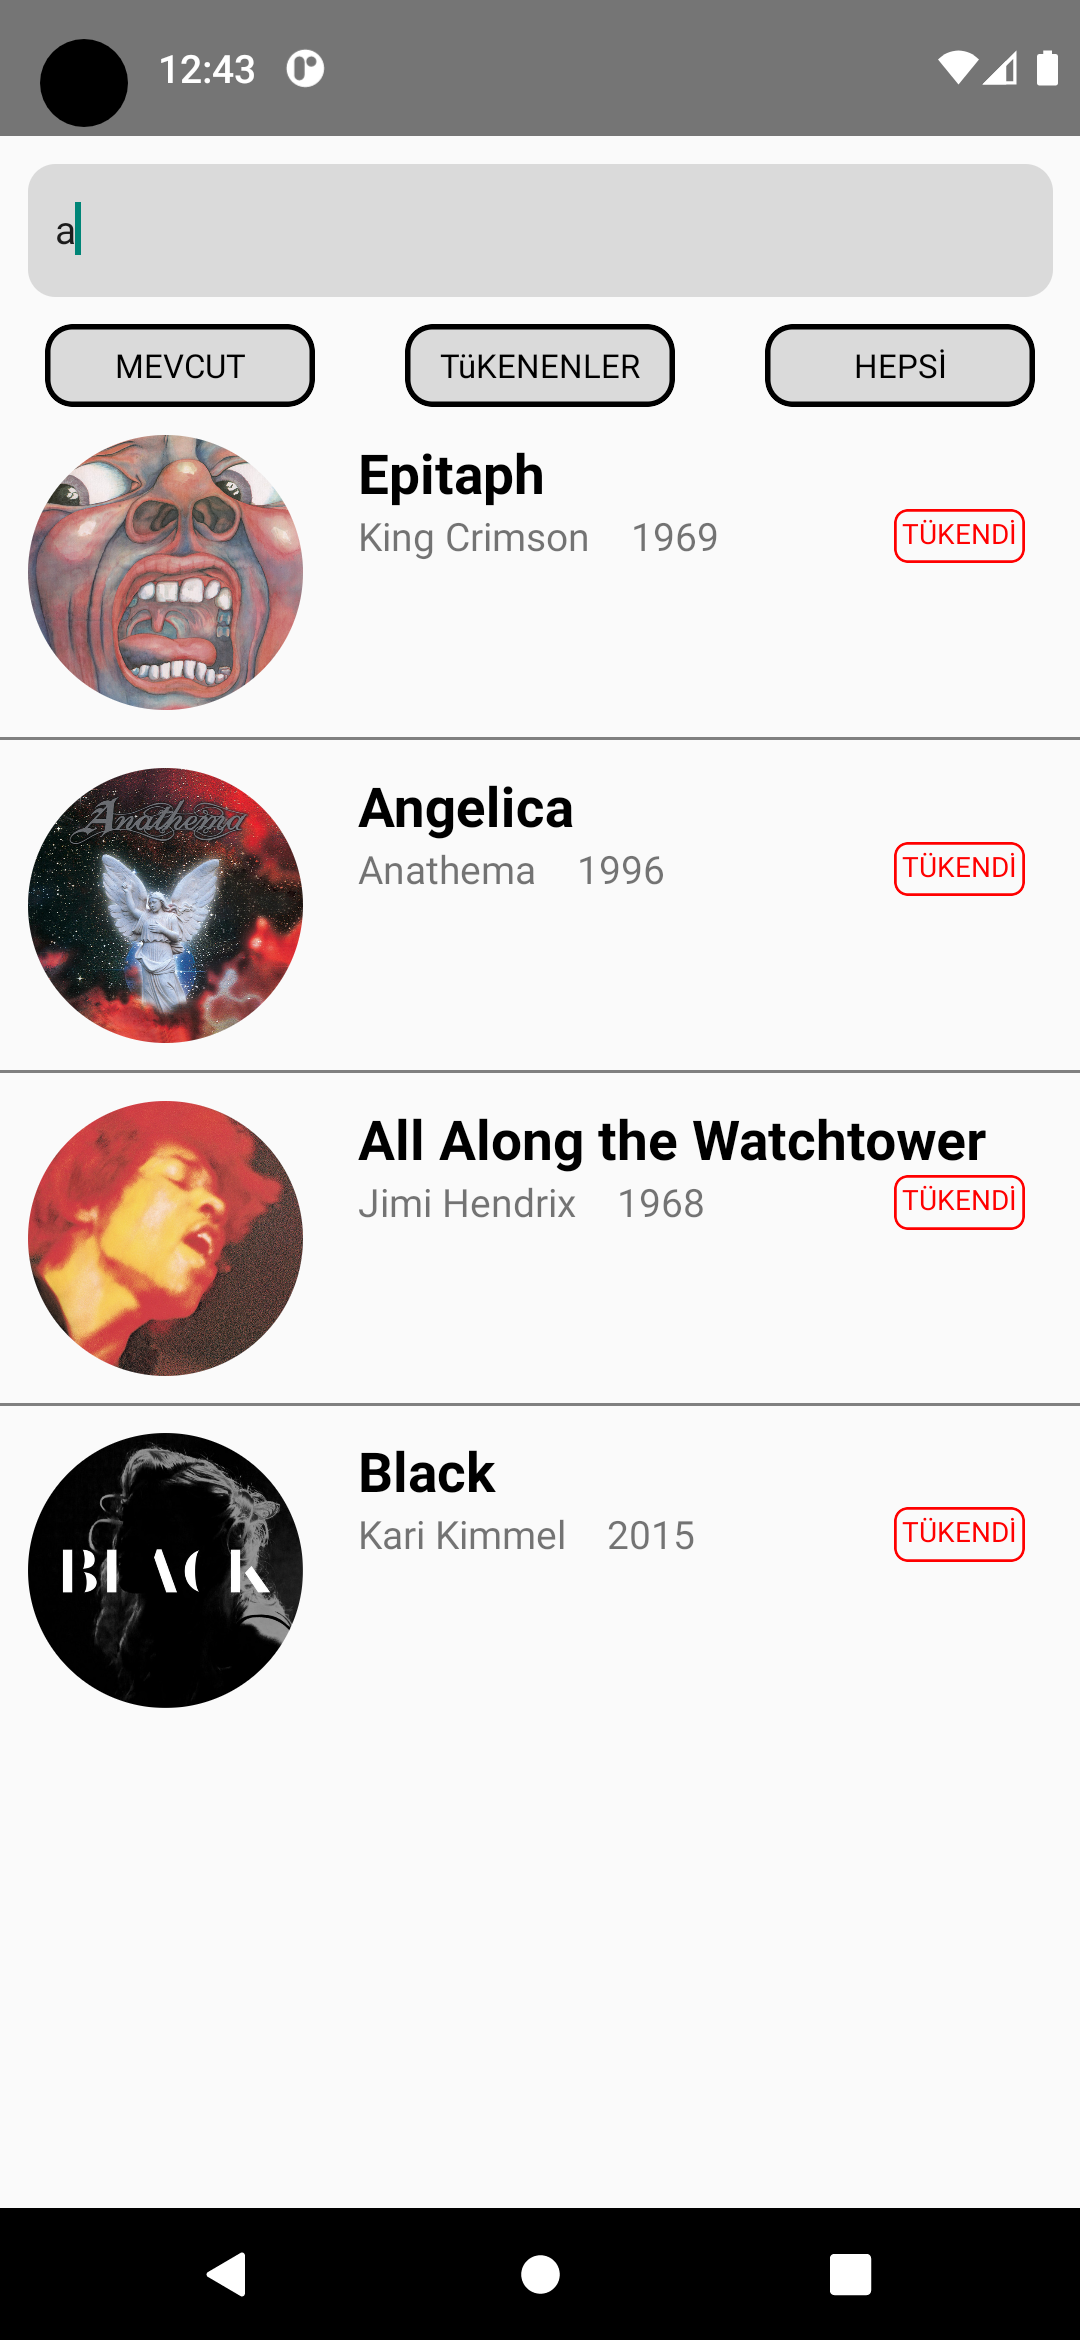 12:43
a
MEVCUT TüKENENLER HEPSİ
Epitaph
King Crimson 1969 TÜKENDİ
Anathema
Angelica
Anathema 1996 TÜKENDİ
All Along the Watchtower
Jimi Hendrix 1968 TÜKENDİ
Black
Kari Kimmel 2015 TÜKENDİ
BLACK